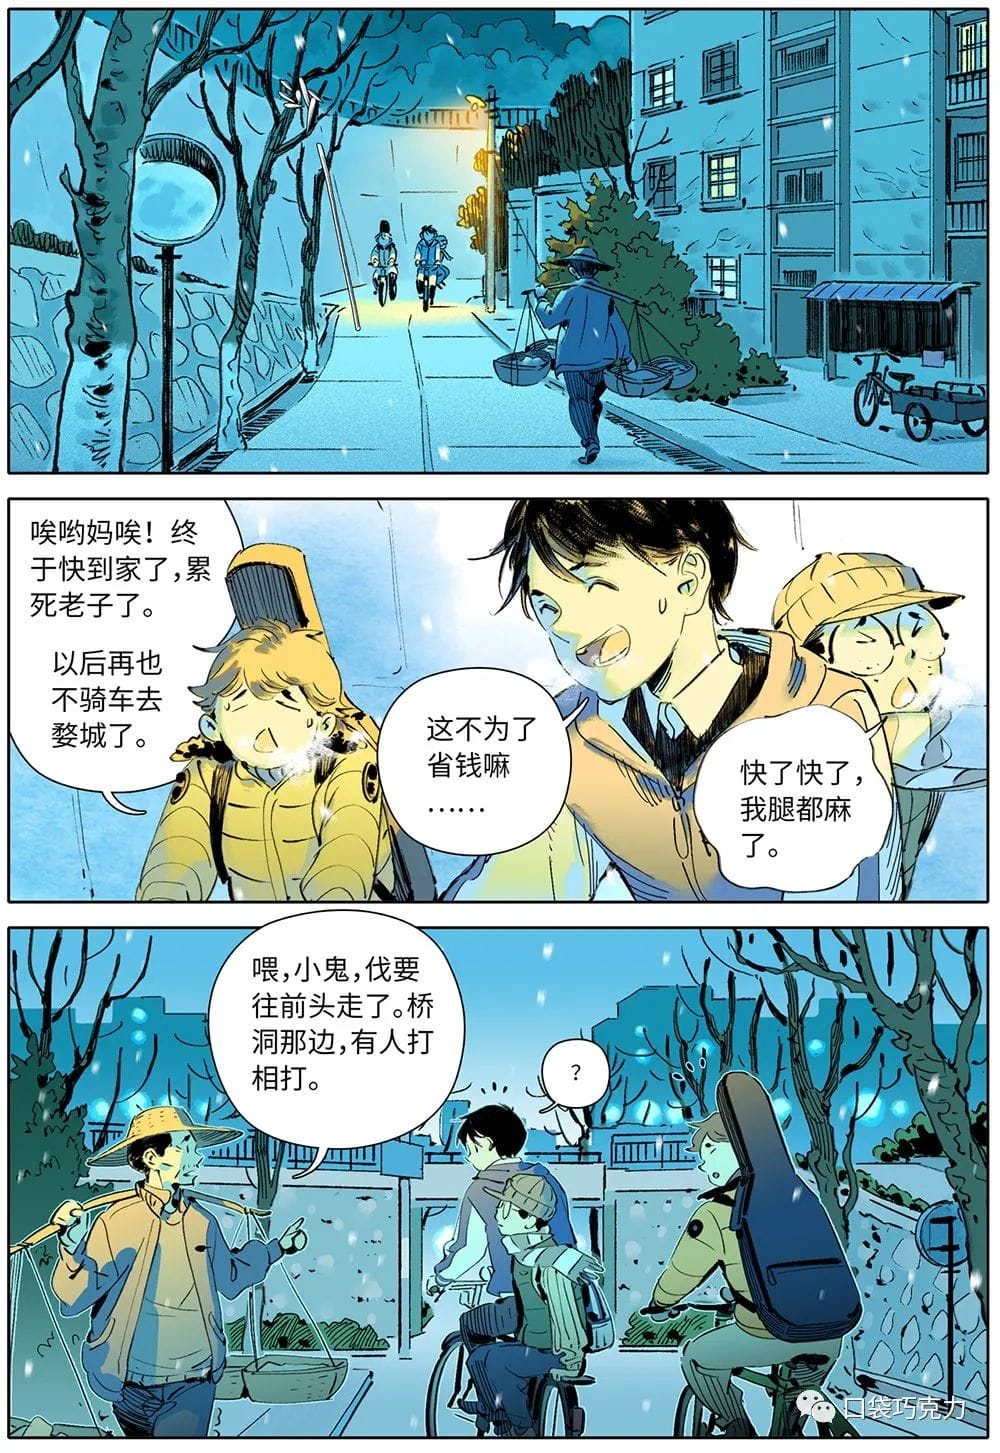 唉哟妈唉！终
于快到家了，累
死老子了。
以后再也
不骑车去
婺城了。
这不为了
省钱嘛
……
快了快了，
我腿都麻
了。
喂，小鬼，伐要
往前头走了。桥
洞那边，有人打
相打。
？
口袋巧克力